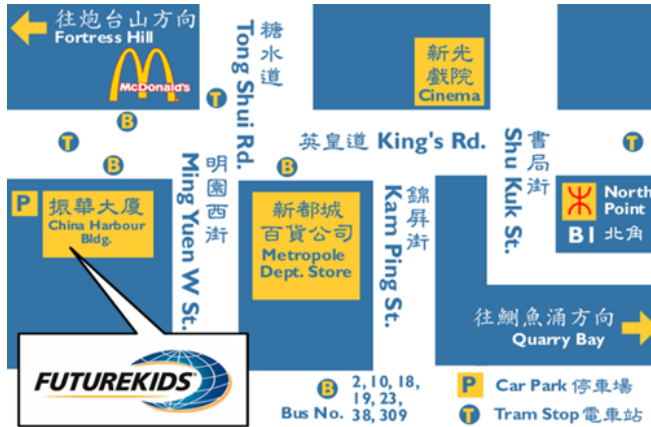 往炮台山方向
Fortress Hill
McDonald's
糖水道
Tong Shui Rd.
新光
戲院
Cinema
T
B
英皇道 King's Rd.
書局街
Shu Kuk St.
T
T
B
B
明園西街
Ming Yuen W St.
P
振華大廈
China Harbour
Bldg.
新都城
百貨公司
Metropole
Dept. Store
錦屏街
Kam Ping St.
North
Point
B1 北角
往鰂魚涌方向
Quarry Bay
FUTUREKIDS®
B
Bus No.
2, 10, 18,
19, 23,
38, 309
P Car Park 停車場
T Tram Stop 電車站